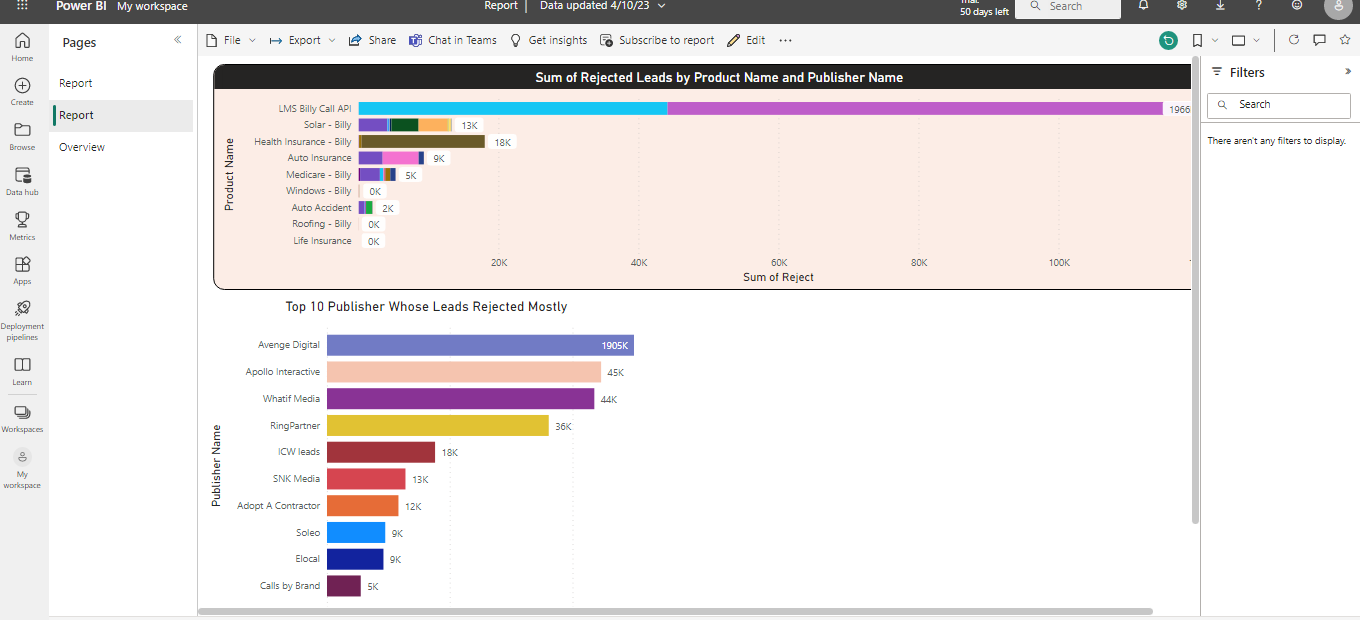 Power BI My workspace
Report | Data updated 4/10/23
50 days left
Search
Home
Create
Browse
Data hub
Metrics
Apps
Deployment
pipelines
Learn
Workspaces
My
workspace
Pages
Report
Report
Overview
File
Export
Share
Chat in Teams
Get insights
Subscribe to report
Edit
Sum of Rejected Leads by Product Name and Publisher Name
Product Name
LMS Billy Call API 1966
Solar - Billy 13K
Health Insurance - Billy 18K
Auto Insurance 9K
Medicare - Billy 5K
Windows - Billy 0K
Auto Accident 2K
Roofing - Billy 0K
Life Insurance 0K
20K 40K 60K 80K 100K
Sum of Reject
Top 10 Publisher Whose Leads Rejected Mostly
Publisher Name
Avenge Digital 1905K
Apollo Interactive 45K
Whatif Media 44K
RingPartner 36K
ICW leads 18K
SNK Media 13K
Adopt A Contractor 12K
Soleo 9K
Elocal 9K
Calls by Brand 5K
Filters
Search
There aren't any filters to display.